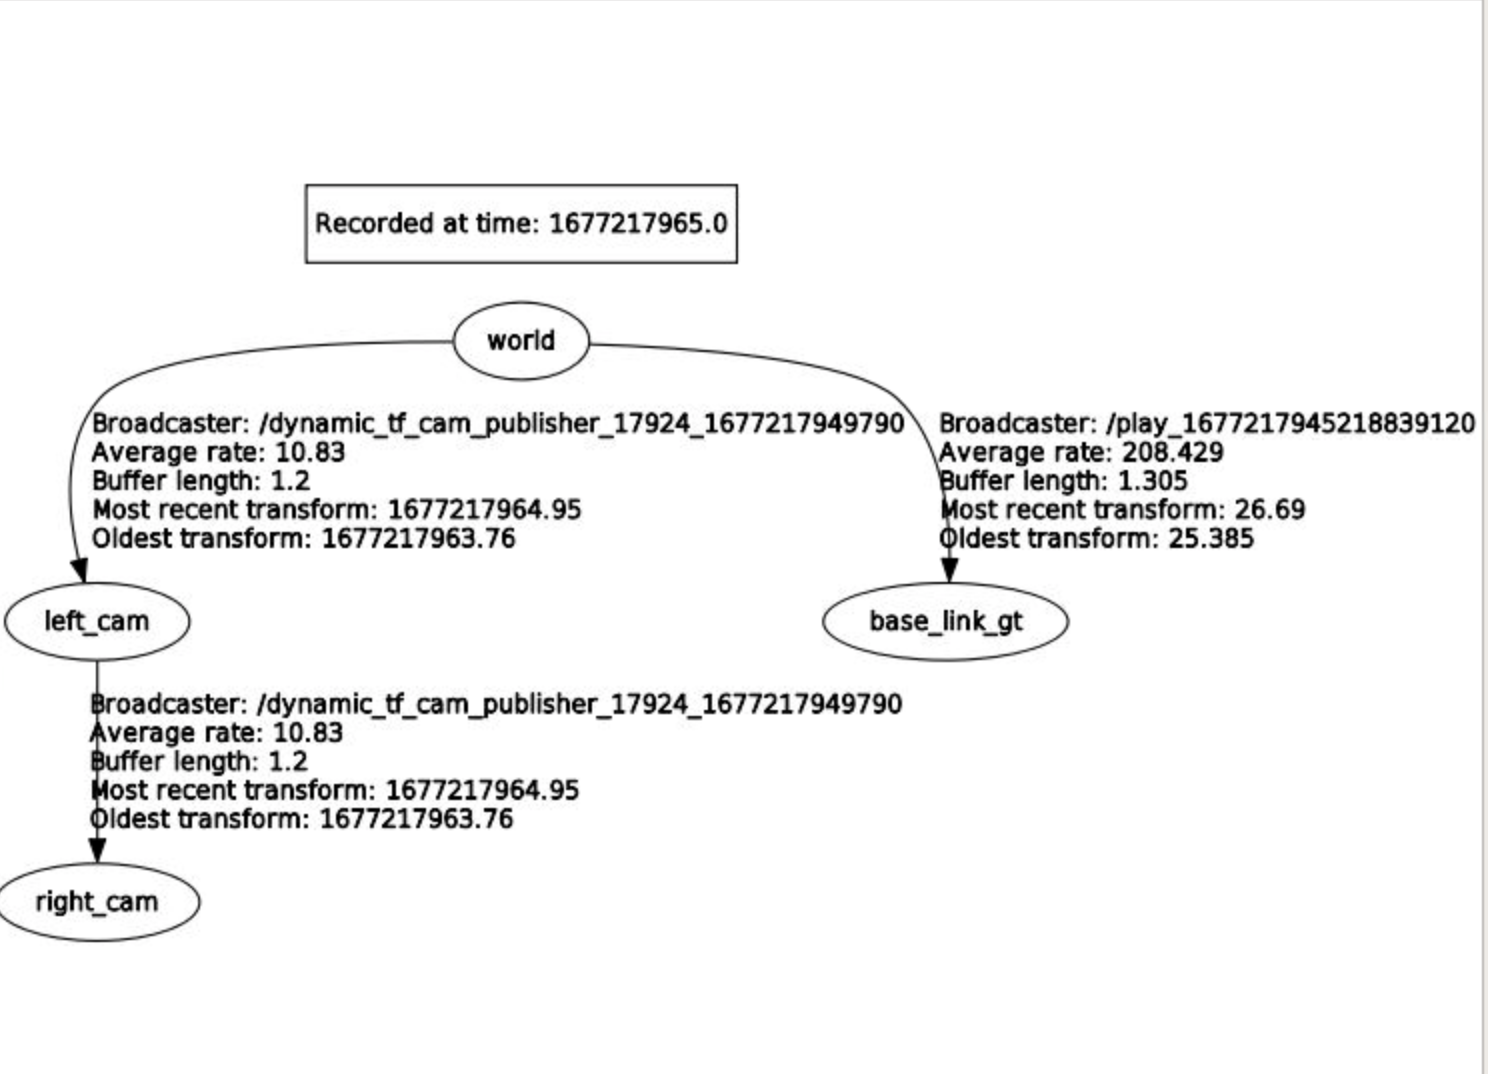 Recorded at time: 1677217965.0
world
Broadcaster: /dynamic_tf_cam_publisher_17924_1677217949790
Average rate: 10.83
Buffer length: 1.2
Most recent transform: 1677217964.95
Oldest transform: 1677217963.76
Broadcaster: /play_1677217945218839120
Average rate: 208.429
Buffer length: 1.305
Most recent transform: 26.69
Oldest transform: 25.385
left_cam
base_link_gt
Broadcaster: /dynamic_tf_cam_publisher_17924_1677217949790
Average rate: 10.83
Buffer length: 1.2
Most recent transform: 1677217964.95
Oldest transform: 1677217963.76
right_cam